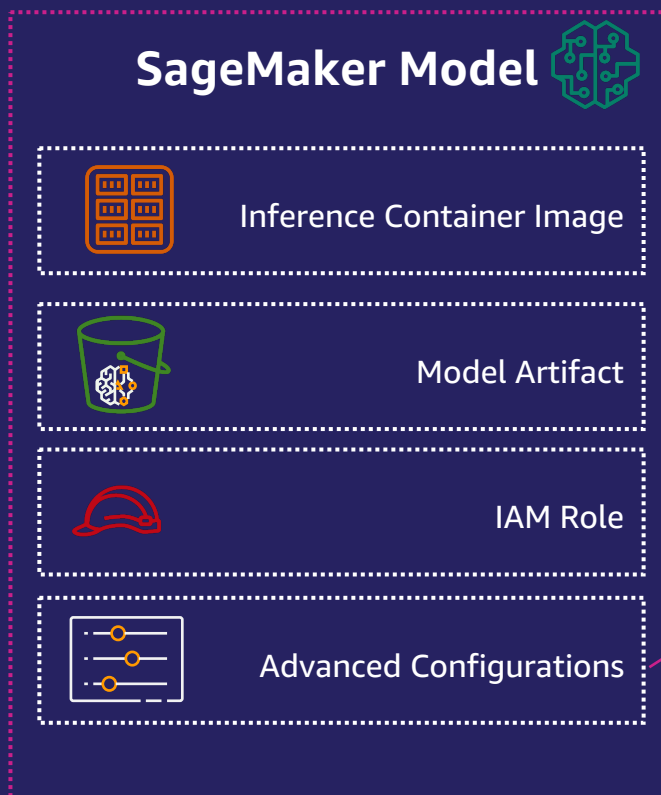 SageMaker Model
Inference Container Image
Model Artifact
IAM Role
Advanced Configurations